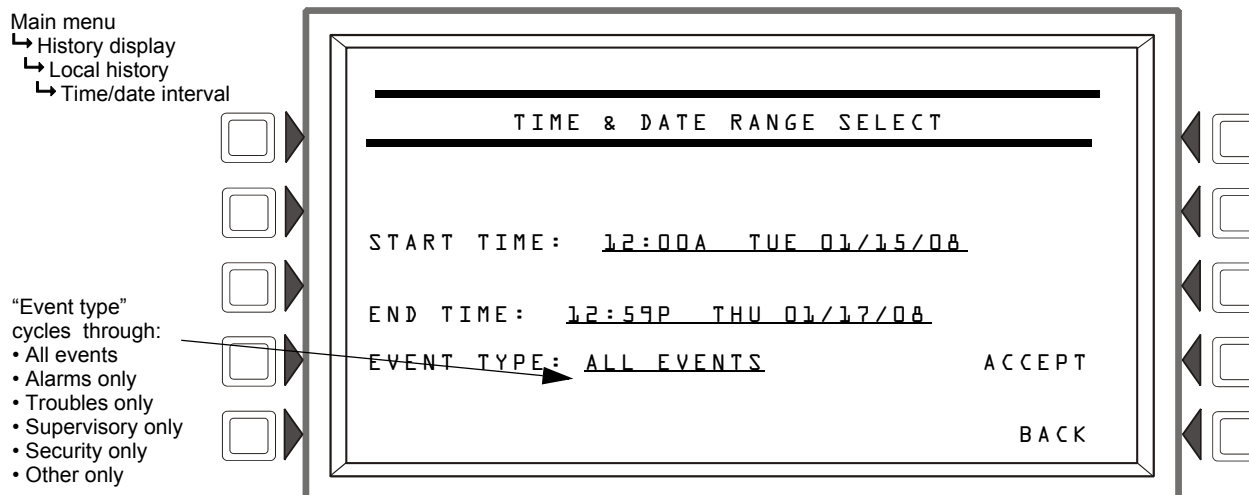 Main menu
History display
Local history
Time/date interval
TIME & DATE RANGE SELECT
START TIME: 12:00A TUE 01/15/08
END TIME: 12:59P THU 01/17/08
"Event type"
cycles through:
• All events
• Alarms only
• Troubles only
• Supervisory only
• Security only
• Other only
EVENT TYPE: ALL EVENTS
ACCEPT
BACK